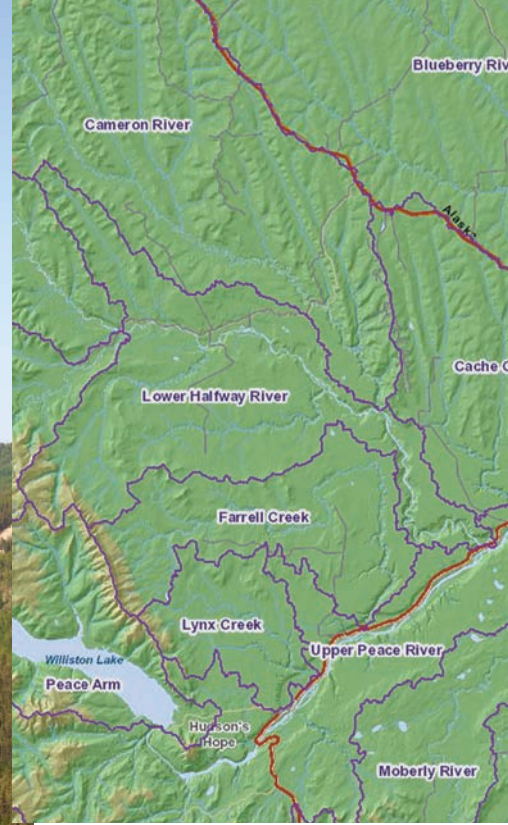 Blueberry Riv
Cameron River
Alaska
Cache C
Lower Halfway River
Farrell Creek
Lynx Creek
Upper Peace River
Williston Lake
Peace Arm
Hudson's
Hope
Moberly River